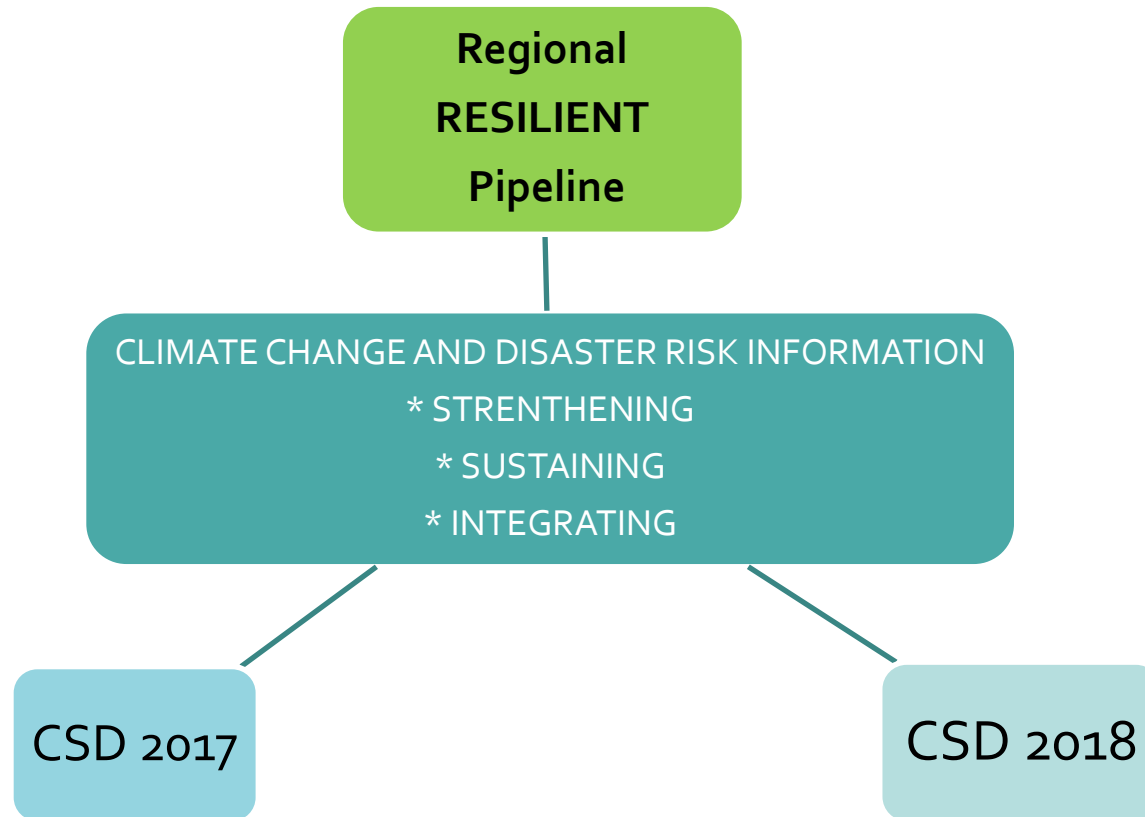 Regional
RESILIENT
Pipeline
CLIMATE CHANGE AND DISASTER RISK INFORMATION
* STRENTHENING
* SUSTAINING
* INTEGRATING
CSD 2017
CSD 2018